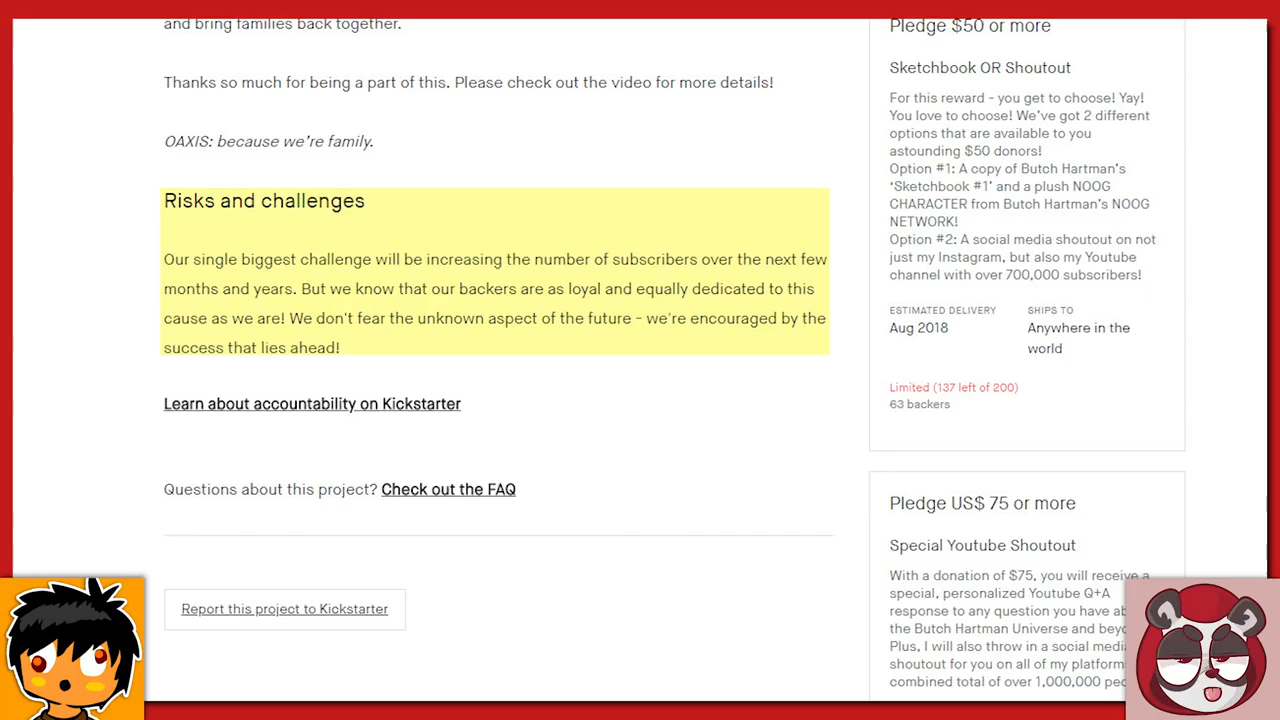 and bring families back together.
Thanks so much for being a part of this. Please check out the video for more details!
OAXIS: because we're family.
Risks and challenges
Our single biggest challenge will be increasing the number of subscribers over the next few
months and years. But we know that our backers are as loyal and equally dedicated to this
cause as we are! We don't fear the unknown aspect of the future - we're encouraged by the
success that lies ahead!
Learn about accountability on Kickstarter
Questions about this project? Check out the FAQ
Report this project to Kickstarter
Pledge $50 or more
Sketchbook OR Shoutout
For this reward - you get to choose! Yay!
You love to choose! We've got 2 different
options that are available to you
astounding $50 donors!
Option #1: A copy of Butch Hartman's
'Sketchbook #1' and a plush NOOG
CHARACTER from Butch Hartman's NOOG
NETWORK!
Option #2: A social media shoutout on not
just my Instagram, but also my Youtube
channel with over 700,000 subscribers!
ESTIMATED DELIVERY
Aug 2018
SHIPS TO
Anywhere in the
world
Limited (137 left of 200)
63 backers
Pledge US$ 75 or more
Special Youtube Shoutout
With a donation of $75, you will receive a
special, personalized Youtube Q+A
response to any question you have
the Butch Hartman Universe and
Plus, I will also throw in a social media
shoutout for you on all of my
combined total of over 1,000,000